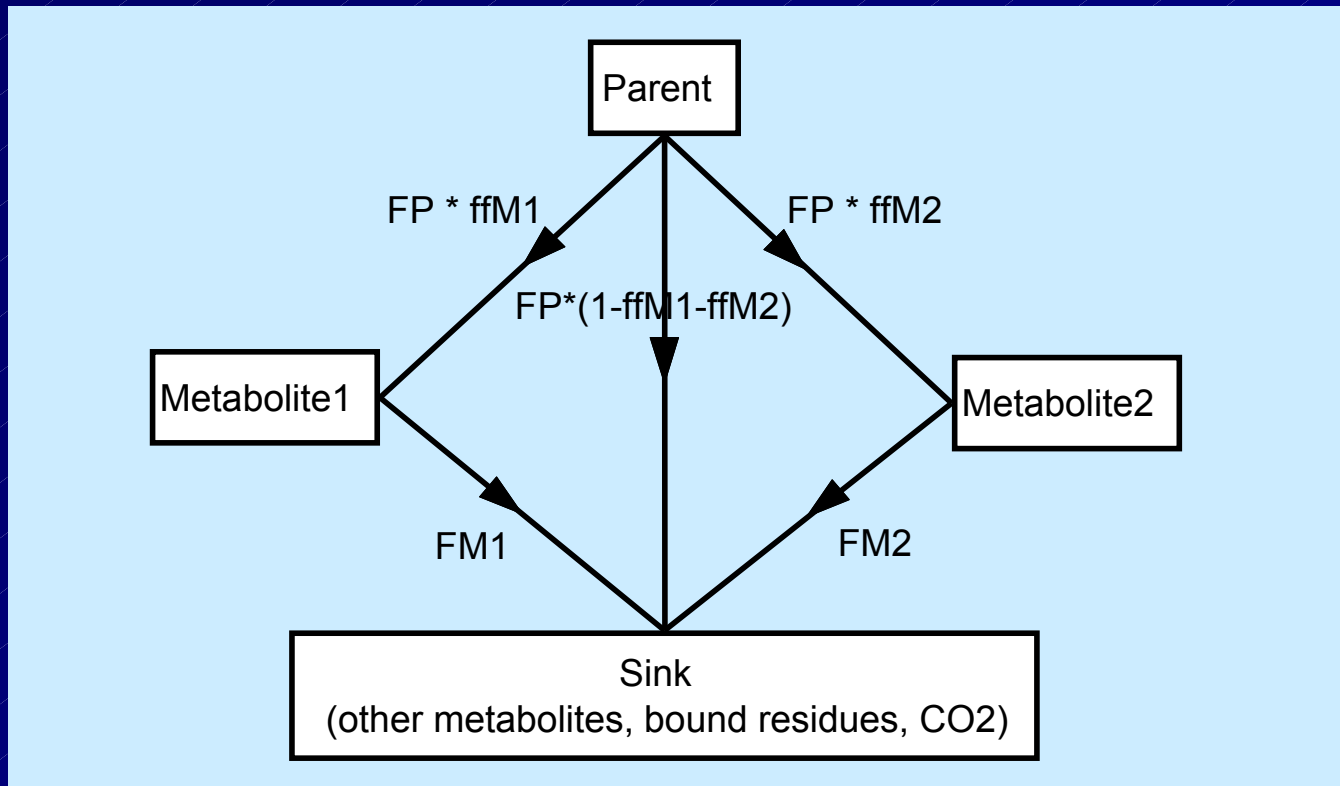 Parent
FP * ffM1
FP * ffM2
FP*(1-ffM1-ffM2)
Metabolite1
Metabolite2
FM1
FM2
Sink
(other metabolites, bound residues, CO2)